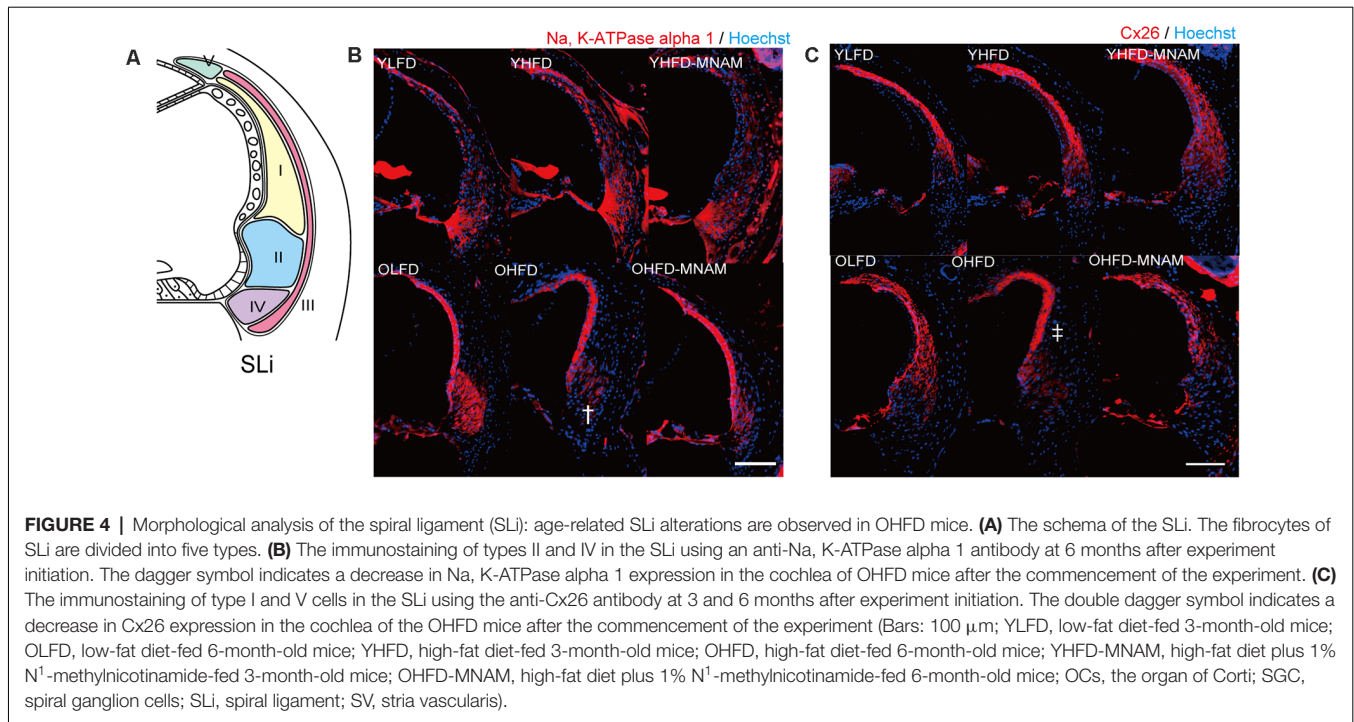 A
V
I
II
IV
III
SLi
B
Na, K-ATPase alpha 1 / Hoechst
YLFD
YHFD
YHFD-MNAM
OLFD
OHFD
OHFD-MNAM
†
C
Cx26 / Hoechst
YLFD
YHFD
YHFD-MNAM
OLFD
OHFD
OHFD-MNAM
‡
FIGURE 4 | Morphological analysis of the spiral ligament (SLi): age-related SLi alterations are observed in OHFD mice. (A) The schema of the SLi. The fibrocytes of
SLi are divided into five types. (B) The immunostaining of types II and IV in the SLi using an anti-Na, K-ATPase alpha 1 antibody at 6 months after experiment
initiation. The dagger symbol indicates a decrease in Na, K-ATPase alpha 1 expression in the cochlea of OHFD mice after the commencement of the experiment. (C)
The immunostaining of type I and V cells in the SLi using the anti-Cx26 antibody at 3 and 6 months after experiment initiation. The double dagger symbol indicates a
decrease in Cx26 expression in the cochlea of the OHFD mice after the commencement of the experiment (Bars: 100 μm; YLFD, low-fat diet-fed 3-month-old mice;
OLFD, low-fat diet-fed 6-month-old mice; YHFD, high-fat diet-fed 3-month-old mice; OHFD, high-fat diet-fed 6-month-old mice; YHFD-MNAM, high-fat diet plus 1%
N¹-methylnicotinamide-fed 3-month-old mice; OHFD-MNAM, high-fat diet plus 1% N¹-methylnicotinamide-fed 6-month-old mice; OCs, the organ of Corti; SGC,
spiral ganglion cells; SLi, spiral ligament; SV, stria vascularis).